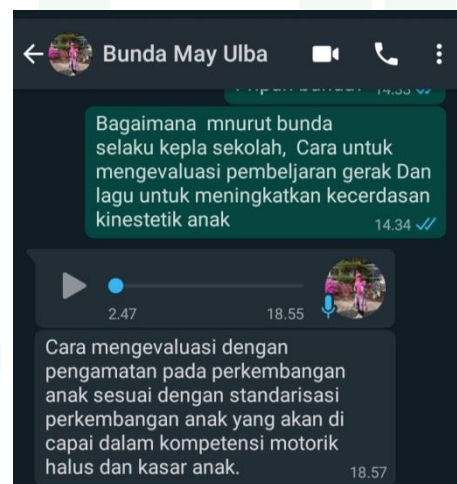 Bunda May Ulba
14.33
Bagaimana mnurut bunda
selaku kepla sekolah, Cara untuk
mengevaluasi pembeljaran gerak Dan
lagu untuk meningkatkan kecerdasan
kinestetik anak
14.34
2.47 18.55
Cara mengevaluasi dengan
pengamatan pada perkembangan
anak sesuai dengan standarisasi
perkembangan anak yang akan di
capai dalam kompetensi motorik
halus dan kasar anak.
18.57